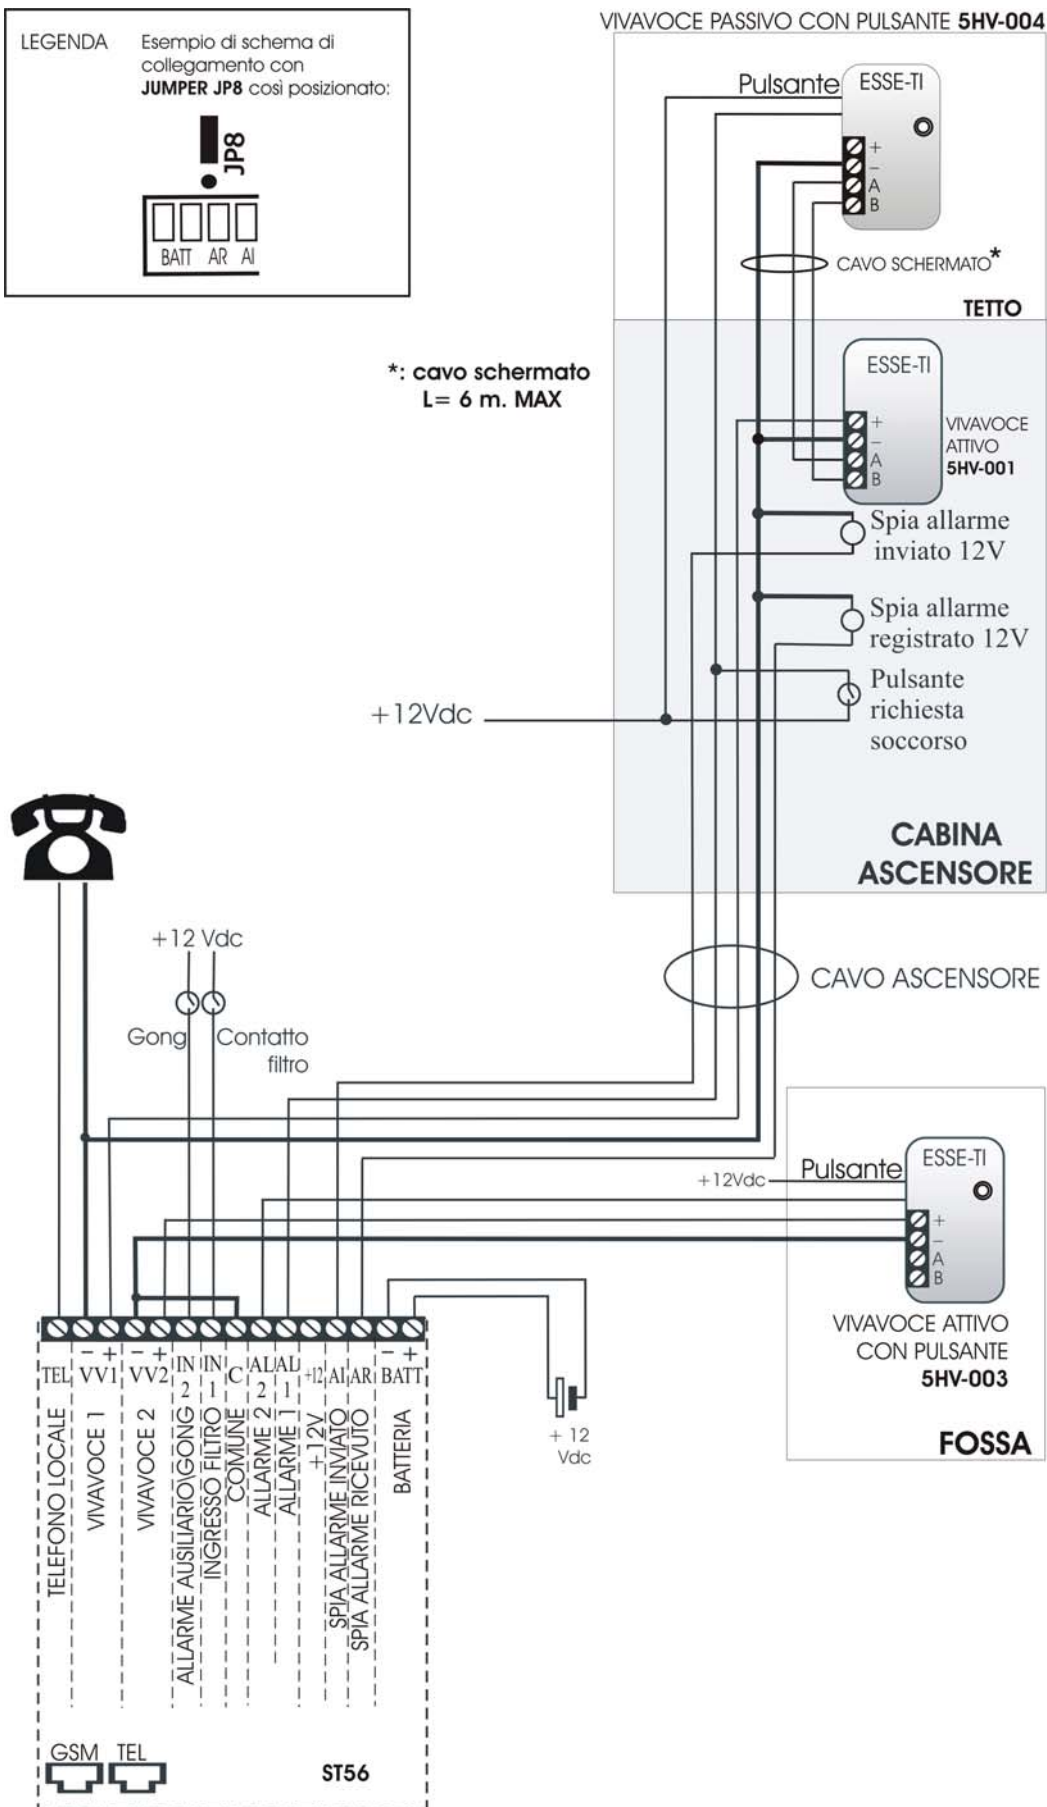 VIVAVOCE PASSIVO CON PULSANTE 5HV-004
LEGENDA
Esempio di schema di
collegamento con
JUMPER JP8 così posizionato:
JP8
BATT AR AI
Pulsante
ESSE-TI
+
−
A
B
CAVO SCHERMATO*
TETTO
*: cavo schermato
L= 6 m. MAX
ESSE-TI
+
−
A
B
VIVAVOCE
ATTIVO
5HV-001
Spia allarme
inviato 12V
Spia allarme
registrato 12V
Pulsante
richiesta
soccorso
+12Vdc
CABINA
ASCENSORE
+12 Vdc
CAVO ASCENSORE
Gong
Contatto
filtro
+12Vdc
Pulsante
ESSE-TI
+
−
A
B
VIVAVOCE ATTIVO
CON PULSANTE
5HV-003
FOSSA
+ 12
Vdc
− + − + − +
TEL VV1 VV2 IN 2 IN 1 C AL 2 AL 1 +12 AI AR BATT
TELEFONO LOCALE
VIVAVOCE 1
VIVAVOCE 2
ALLARME AUSILIARIO\GONG
INGRESSO FILTRO
COMUNE
ALLARME 2
ALLARME 1
+12V
SPIA ALLARME INVIATO
SPIA ALLARME RICEVUTO
BATTERIA
GSM TEL
ST56